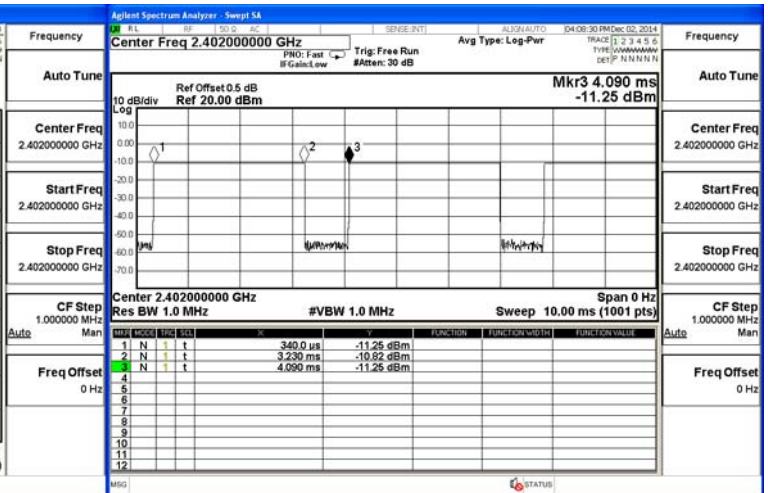 Agilent Spectrum Analyzer - Swept SA
RL RF 50 Ω AC SENSE:INT ALIGNAUTO 04:08:30 PM Dec 02, 2014
Center Freq 2.402000000 GHz
PNO: Fast
IFGain:Low
Trig: Free Run
#Atten: 30 dB
Avg Type: Log-Pwr
TRACE 1 2 3 4 5 6
TYPE
DET P N N N N N
Ref Offset 0.5 dB
10 dB/div Ref 20.00 dBm
Log
Mkr3 4.090 ms
-11.25 dBm
10.0
0.00
-10.0
-20.0
-30.0
-40.0
-50.0
-60.0
-70.0
1
2
3
Center 2.402000000 GHz Span 0 Hz
Res BW 1.0 MHz #VBW 1.0 MHz Sweep 10.00 ms (1001 pts)
MKR MODE TRC SCL X Y FUNCTION FUNCTION WIDTH FUNCTION VALUE
1 N 1 t 340.0 µs -11.25 dBm
2 N 1 t 3.230 ms -10.82 dBm
3 N 1 t 4.090 ms -11.25 dBm
4
5
6
7
8
9
10
11
12
MSG STATUS
Frequency
Auto Tune
Center Freq
2.402000000 GHz
Start Freq
2.402000000 GHz
Stop Freq
2.402000000 GHz
CF Step
1.000000 MHz
Auto Man
Freq Offset
0 Hz
Frequency
Auto Tune
Center Freq
2.402000000 GHz
Start Freq
2.402000000 GHz
Stop Freq
2.402000000 GHz
CF Step
1.000000 MHz
Auto Man
Freq Offset
0 Hz